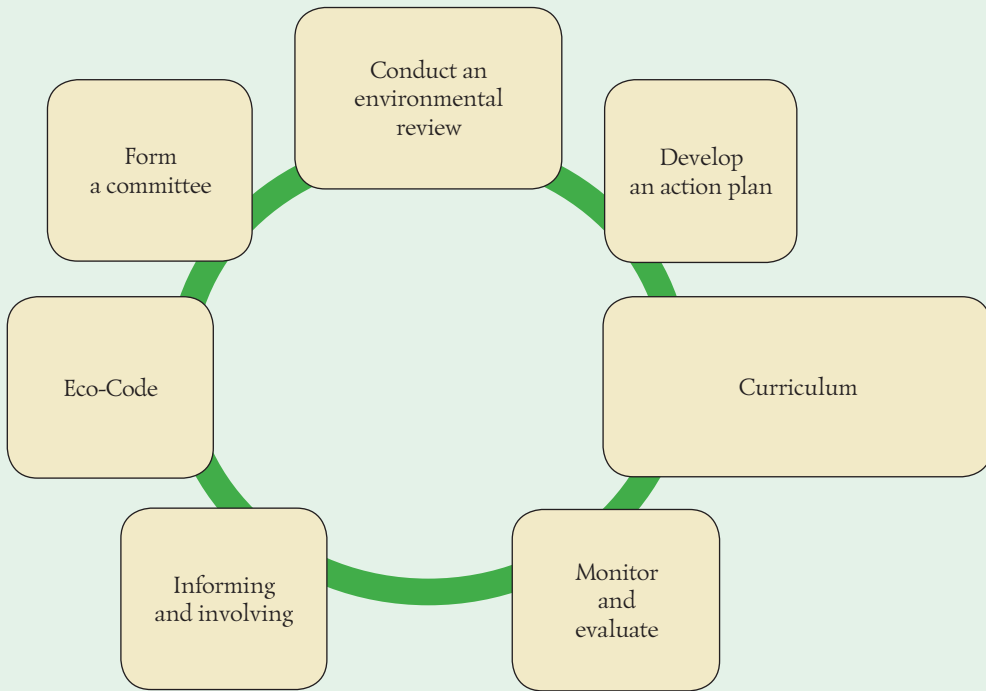 Conduct an
environmental
review
Form
a committee
Develop
an action plan
Eco-Code
Curriculum
Informing
and involving
Monitor
and
evaluate